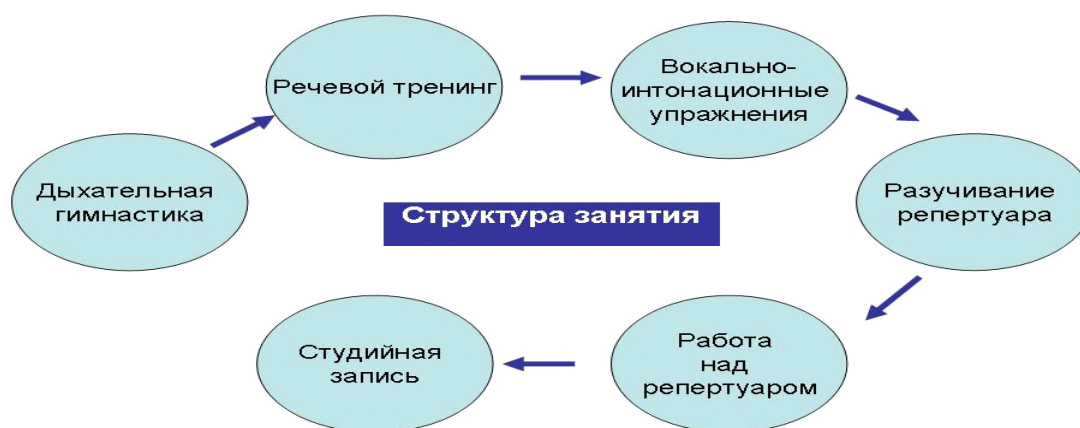 Дыхательная
гимнастика
Речевой тренинг
Вокально-
интонационные
упражнения
Разучивание
репертуара
Работа
над
репертуаром
Студийная
запись
Структура занятия